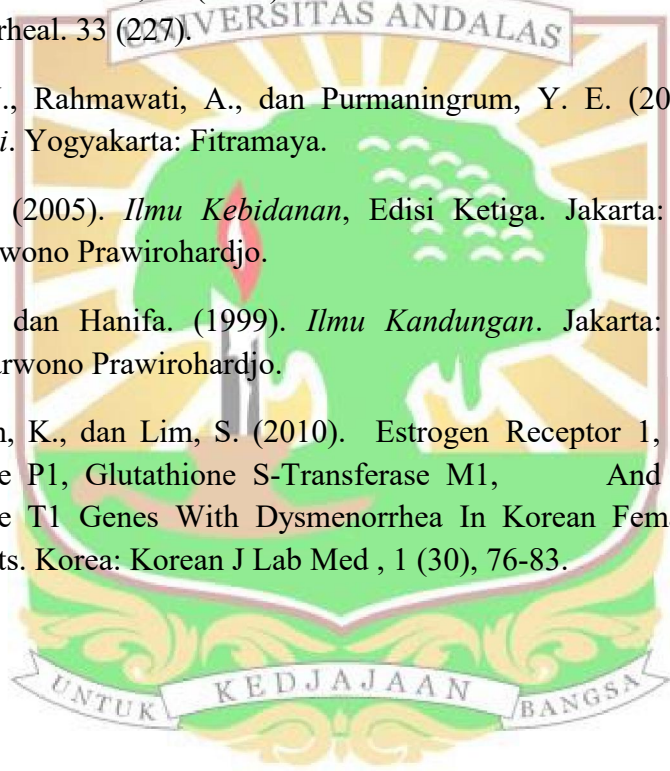 rheal. 33 (227).
UNIVERSITAS ANDALAS
., Rahmawati, A., dan Purmaningrum, Y. E. (20
i. Yogyakarta: Fitramaya.
(2005). Ilmu Kebidanan, Edisi Ketiga. Jakarta:
wono Prawirohardjo.
dan Hanifa. (1999). Ilmu Kandungan. Jakarta:
arwono Prawirohardjo.
n, K., dan Lim, S. (2010). Estrogen Receptor 1,
e P1, Glutathione S-Transferase M1, And
e T1 Genes With Dysmenorrhea In Korean Fem
ts. Korea: Korean J Lab Med , 1 (30), 76-83.
UNTUK KEDJAJAAN BANGSA